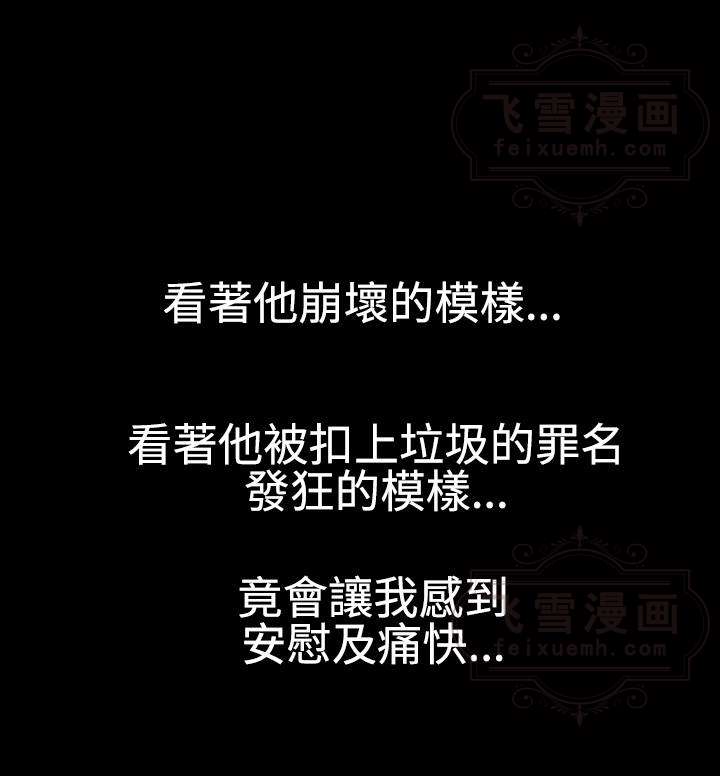 飞雪漫画
feixuemh.com
看著他崩壞的模樣...
看著他被扣上垃圾的罪名
發狂的模樣...
竟會讓我感到
安慰及痛快...
飞雪漫画
feixuemh.com